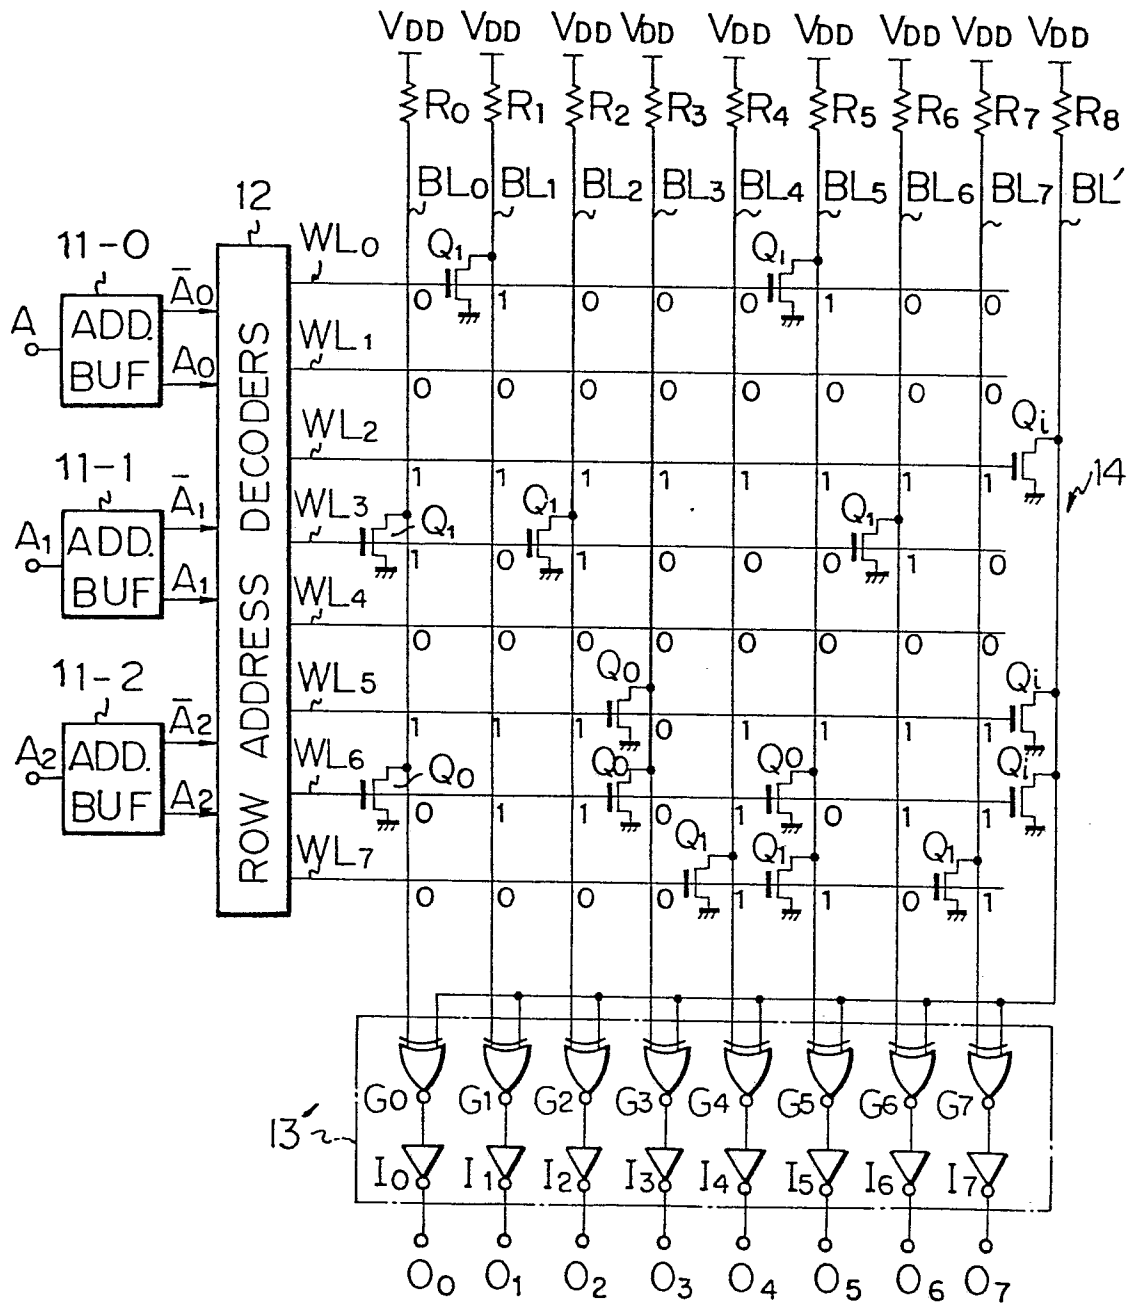 VDD VDD VDD VDD VDD VDD VDD VDD VDD
R0 R1 R2 R3 R4 R5 R6 R7 R8
BL0 BL1 BL2 BL3 BL4 BL5 BL6 BL7 BL'
12
11-0
A̅0
WL0 Q1 Qi
0 1 0 0 0 1 0 0
A
ADD.
BUF
A0
WL1
0 0 0 0 0 0 0 0
WL2 Qi
1 1 1 1 1 1 1 1
14
11-1
A̅1
WL3 Q1 Q1 Q1
1 0 1 0 0 0 1 0
A1
ADD.
BUF
A1
WL4
0 0 0 0 0 0 0 0
11-2
A̅2
WL5 Q0 Qi
1 1 1 0 1 1 1 1
A2
ADD.
BUF
A2
WL6 Q0 Q0 Q0 Qi
0 1 1 0 1 0 1 1
WL7 Q1 Q1 Q1
0 0 0 0 1 1 0 1
ROW ADDRESS DECODERS
G0 G1 G2 G3 G4 G5 G6 G7
13'
I0 I1 I2 I3 I4 I5 I6 I7
O0 O1 O2 O3 O4 O5 O6 O7